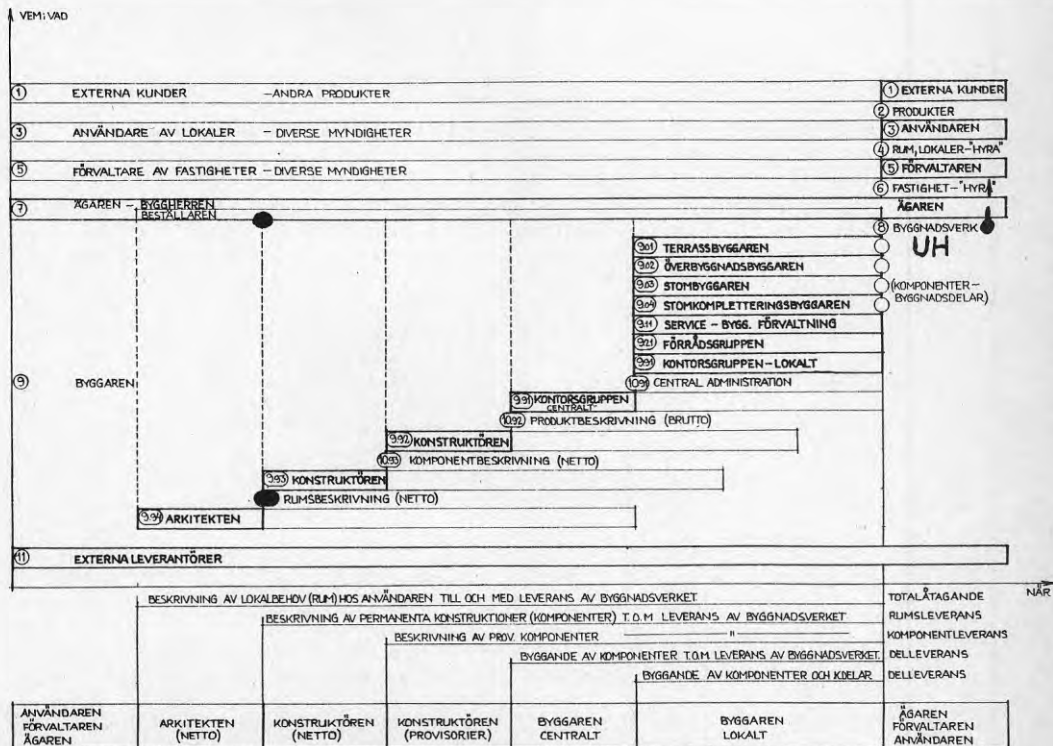 VEM:VAD
① EXTERNA KUNDER -ANDRA PRODUKTER
① EXTERNA KUNDER
② PRODUKTER
③ ANVÄNDARE AV LOKALER - DIVERSE MYNDIGHETER
③ ANVÄNDAREN
④ RUM, LOKALER-"HYRA"
⑤ FÖRVALTARE AV FASTIGHETER - DIVERSE MYNDIGHETER
⑤ FÖRVALTAREN
⑥ FASTIGHET-"HYRA"
⑦ ÄGAREN - BYGGHERREN
BESTÄLLAREN
ÄGAREN
⑧ BYGGNADSVERK
UH
9.01 TERRASSBYGGAREN
9.02 ÖVERBYGGNADSBYGGAREN
9.03 STOMBYGGAREN
(KOMPONENTER-
BYGGNADSDELAR)
9.04 STOMKOMPLETTERINGSBYGGAREN
9.11 SERVICE - BYGG. FÖRVALTNING
9.21 FÖRRÅDSGRUPPEN
9.91 KONTORSGRUPPEN-LOKALT
⑨ BYGGAREN
10.91 CENTRAL ADMINISTRATION
9.91 KONTORSGRUPPEN
CENTRALT
10.92 PRODUKTBESKRIVNING (BRUTTO)
9.92 KONSTRUKTÖREN
10.93 KOMPONENTBESKRIVNING (NETTO)
9.93 KONSTRUKTÖREN
RUMSBESKRIVNING (NETTO)
9.94 ARKITEKTEN
⑪ EXTERNA LEVERANTÖRER
NÄR
BESKRIVNING AV LOKALBEHOV (RUM) HOS ANVÄNDAREN TILL OCH MED LEVERANS AV BYGGNADSVERKET.
TOTALÅTAGANDE
BESKRIVNING AV PERMANENTA KONSTRUKTIONER (KOMPONENTER) T.O.M LEVERANS AV BYGGNADSVERKET
RUMSLEVERANS
BESKRIVNING AV PROV. KOMPONENTER — " —
KOMPONENTLEVERANS
BYGGANDE AV KOMPONENTER T.O.M LEVERANS AV BYGGNADSVERKET.
DELLEVERANS
BYGGANDE AV KOMPONENTER OCH KDELAR
DELLEVERANS
ANVÄNDAREN
FÖRVALTAREN
ÄGAREN
ARKITEKTEN
(NETTO)
KONSTRUKTÖREN
(NETTO)
KONSTRUKTÖREN
(PROVISORIER)
BYGGAREN
CENTRALT
BYGGAREN
LOKALT
ÄGAREN
FÖRVALTAREN
ANVÄNDAREN